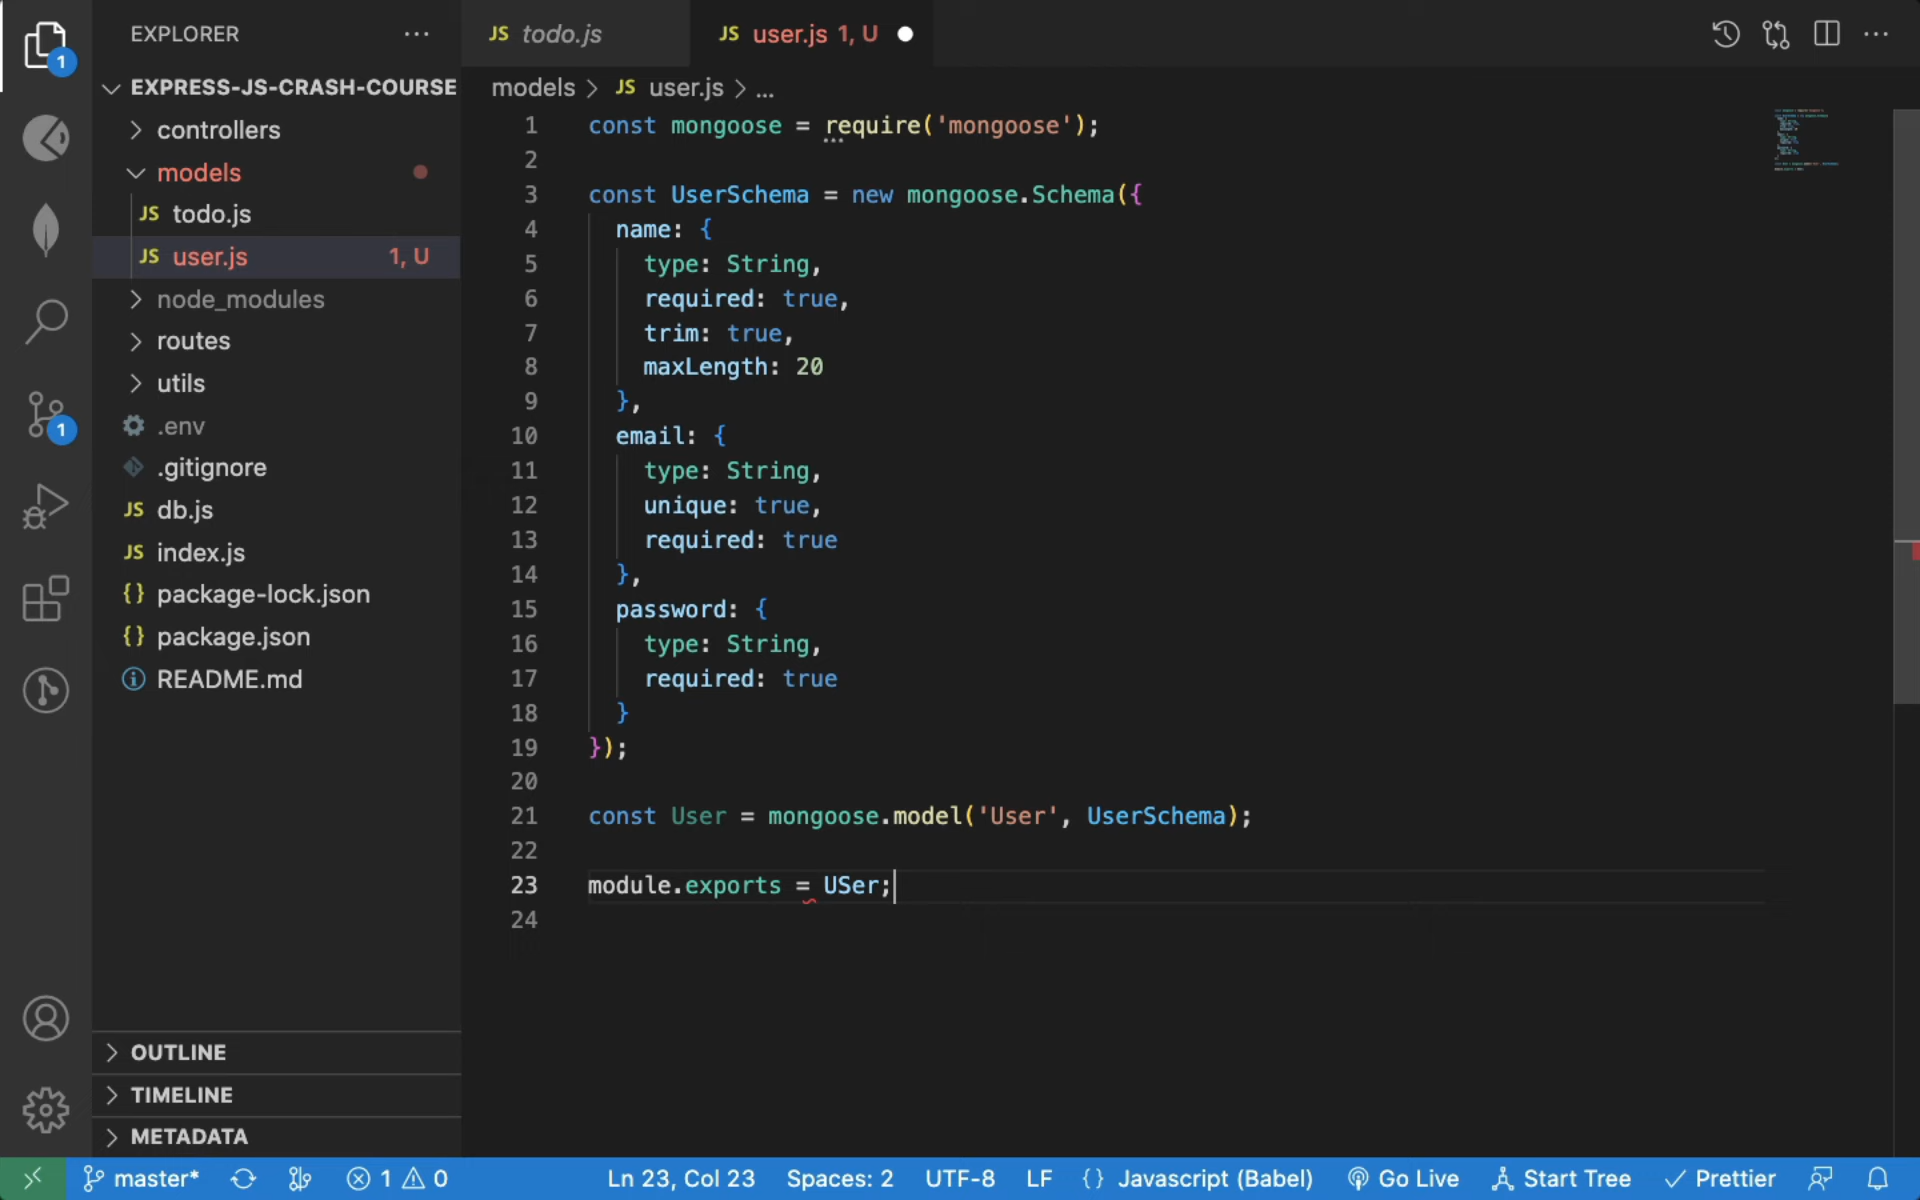 EXPLORER ...
EXPRESS-JS-CRASH-COURSE
controllers
models
JS todo.js
JS user.js 1, U
node_modules
routes
utils
.env
.gitignore
JS db.js
JS index.js
{} package-lock.json
{} package.json
README.md
OUTLINE
TIMELINE
METADATA
1
1
JS todo.js
JS user.js 1, U
models > JS user.js > ...
1 const mongoose = require('mongoose');
2
3 const UserSchema = new mongoose.Schema({
4 name: {
5 type: String,
6 required: true,
7 trim: true,
8 maxLength: 20
9 },
10 email: {
11 type: String,
12 unique: true,
13 required: true
14 },
15 password: {
16 type: String,
17 required: true
18 }
19 });
20
21 const User = mongoose.model('User', UserSchema);
22
23 module.exports = USer;
24
master* 1 0 Ln 23, Col 23 Spaces: 2 UTF-8 LF {} Javascript (Babel) Go Live Start Tree Prettier